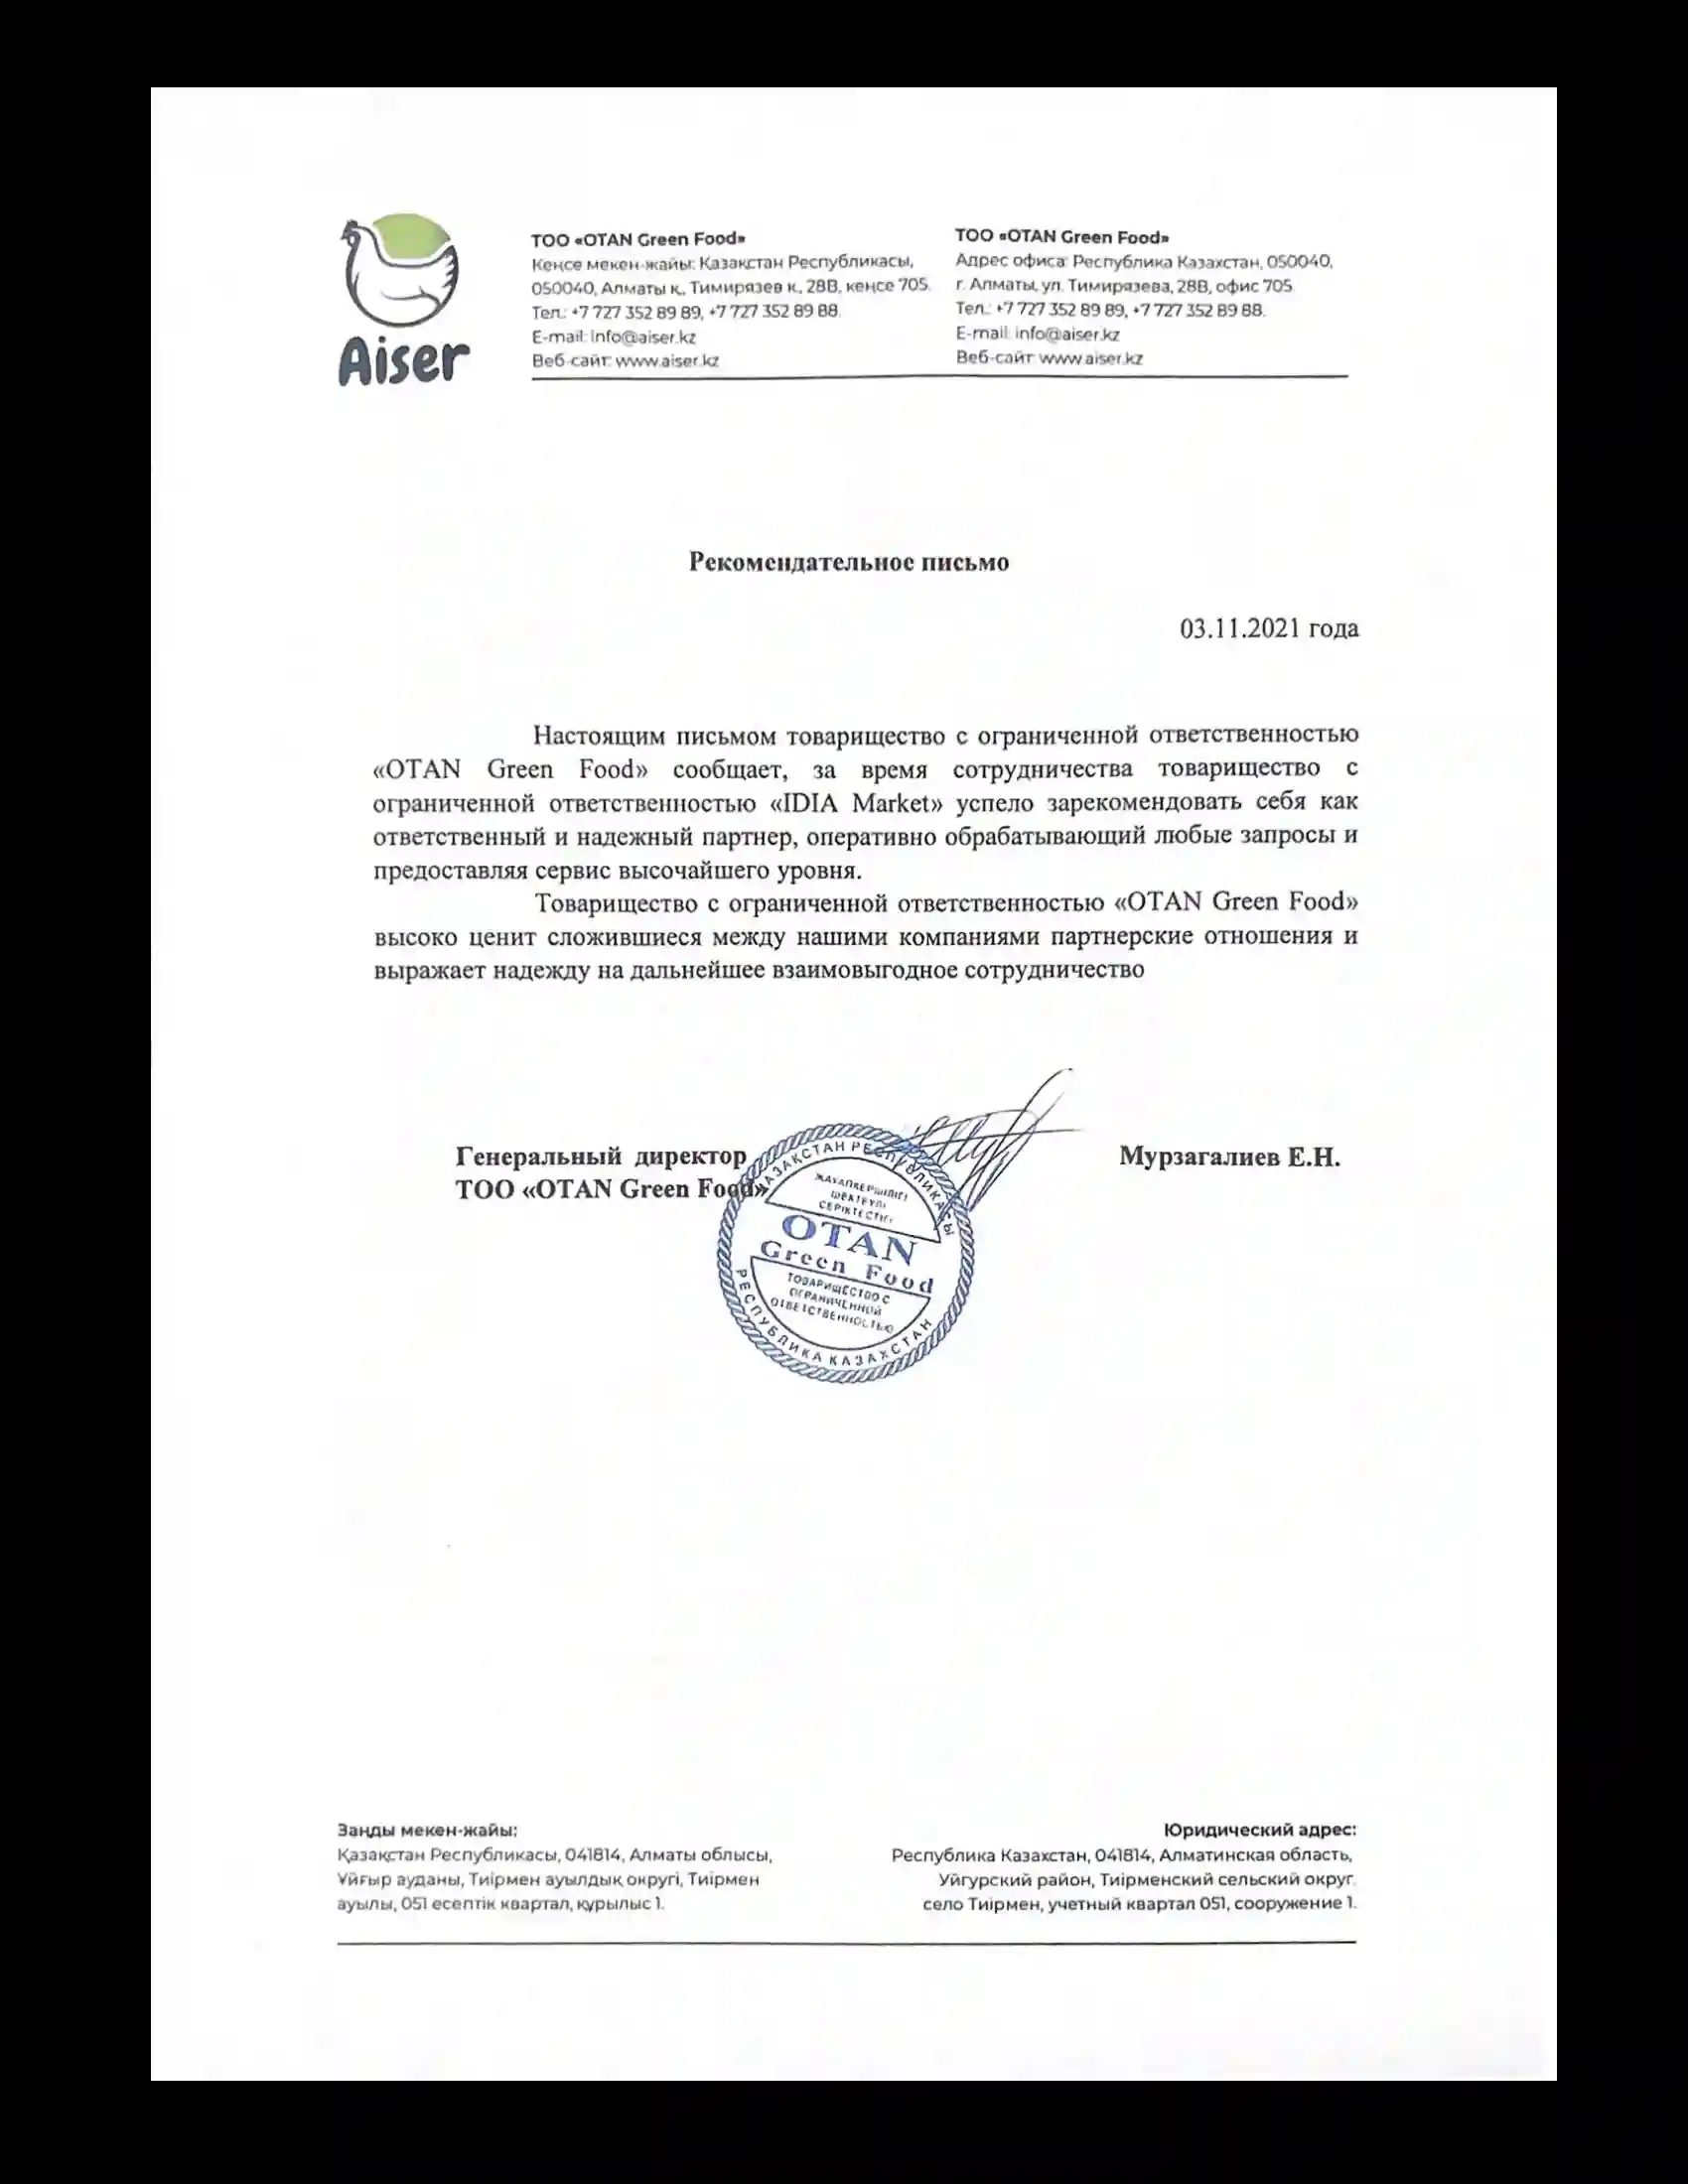 Aiser
ТОО «OTAN Green Food»
Кеңсе мекен-жайы: Қазақстан Республикасы,
050040, Алматы қ., Тимирязев к., 28В, кеңсе 705.
Тел.: +7 727 352 89 89, +7 727 352 89 88.
E-mail: info@aiser.kz
Веб-сайт: www.aiser.kz
ТОО «OTAN Green Food»
Адрес офиса: Республика Казахстан, 050040,
г. Алматы, ул. Тимирязева, 28В, офис 705.
Тел.: +7 727 352 89 89, +7 727 352 89 88.
E-mail: info@aiser.kz
Веб-сайт: www.aiser.kz
Рекомендательное письмо
03.11.2021 года
Настоящим письмом товарищество с ограниченной ответственностью
«OTAN Green Food» сообщает, за время сотрудничества товарищество с
ограниченной ответственностью «IDIA Market» успело зарекомендовать себя как
ответственный и надежный партнер, оперативно обрабатывающий любые запросы и
предоставляя сервис высочайшего уровня.
Товарищество с ограниченной ответственностью «OTAN Green Food»
высоко ценит сложившиеся между нашими компаниями партнерские отношения и
выражает надежду на дальнейшее взаимовыгодное сотрудничество
Генеральный директор
ТОО «OTAN Green Food»
Мурзагалиев Е.Н.
ҚАЗАҚСТАН РЕСПУБЛИКАСЫ
ЖАУАПКЕРШІЛІГІ
ШЕКТЕУЛІ
СЕРІКТЕСТІГІ
OTAN
Green Food
ТОВАРИЩЕСТВО С
ОГРАНИЧЕННОЙ
ОТВЕТСТВЕННОСТЬЮ
РЕСПУБЛИКА КАЗАХСТАН
Заңды мекен-жайы:
Қазақстан Республикасы, 041814, Алматы облысы,
Ұйғыр ауданы, Тиірмен ауылдық округі, Тиірмен
ауылы, 051 есептік квартал, құрылыс 1.
Юридический адрес:
Республика Казахстан, 041814, Алматинская область,
Уйгурский район, Тиірменский сельский округ,
село Тиірмен, учетный квартал 051, сооружение 1.